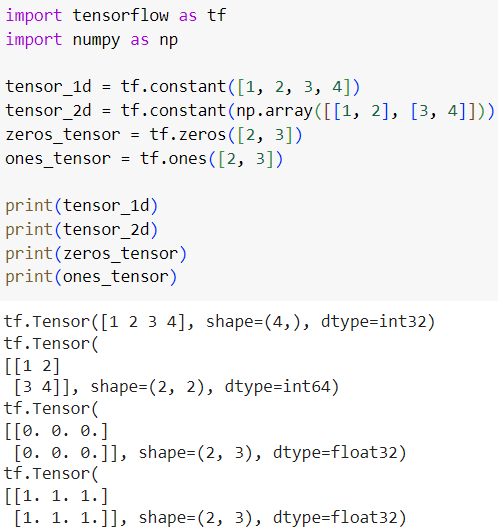 import tensorflow as tf
import numpy as np
tensor_1d = tf.constant([1, 2, 3, 4])
tensor_2d = tf.constant(np.array([[1, 2], [3, 4]]))
zeros_tensor = tf.zeros([2, 3])
ones_tensor = tf.ones([2, 3])
print(tensor_1d)
print(tensor_2d)
print(zeros_tensor)
print(ones_tensor)
tf.Tensor([1 2 3 4], shape=(4,), dtype=int32)
tf.Tensor(
[[1 2]
 [3 4]], shape=(2, 2), dtype=int64)
tf.Tensor(
[[0. 0. 0.]
 [0. 0. 0.]], shape=(2, 3), dtype=float32)
tf.Tensor(
[[1. 1. 1.]
 [1. 1. 1.]], shape=(2, 3), dtype=float32)